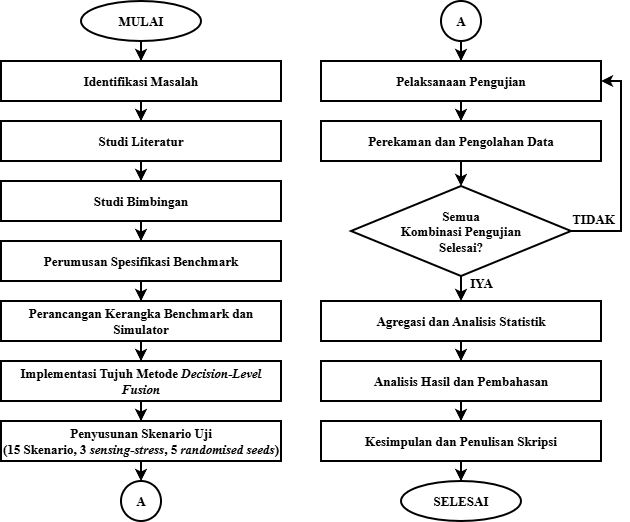 MULAI
Identifikasi Masalah
Studi Literatur
Studi Bimbingan
Perumusan Spesifikasi Benchmark
Perancangan Kerangka Benchmark dan
Simulator
Implementasi Tujuh Metode Decision-Level
Fusion
Penyusunan Skenario Uji
(15 Skenario, 3 sensing-stress, 5 randomised seeds)
A
A
Pelaksanaan Pengujian
Perekaman dan Pengolahan Data
Semua
Kombinasi Pengujian
Selesai?
TIDAK
IYA
Agregasi dan Analisis Statistik
Analisis Hasil dan Pembahasan
Kesimpulan dan Penulisan Skripsi
SELESAI